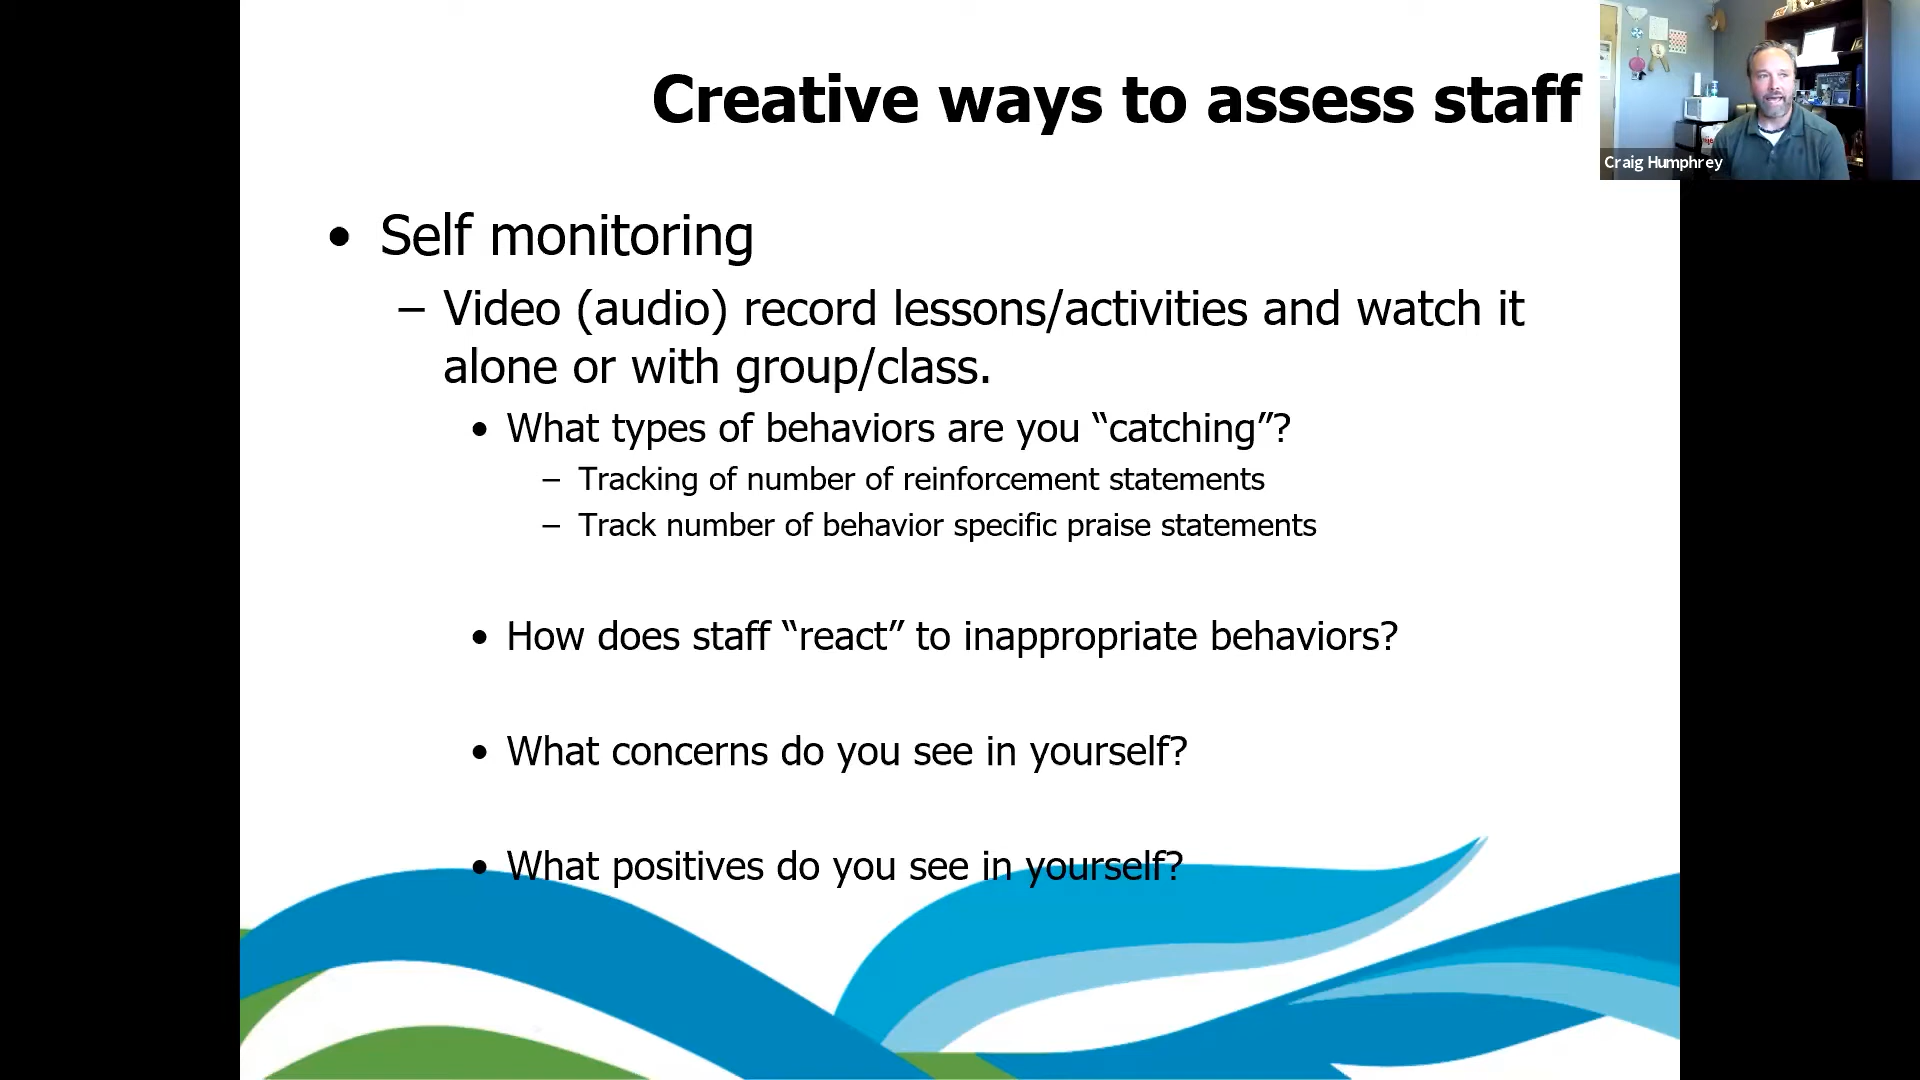 Creative ways to assess staff
Craig Humphrey
• Self monitoring
– Video (audio) record lessons/activities and watch it
alone or with group/class.
• What types of behaviors are you “catching”?
– Tracking of number of reinforcement statements
– Track number of behavior specific praise statements
• How does staff “react” to inappropriate behaviors?
• What concerns do you see in yourself?
• What positives do you see in yourself?